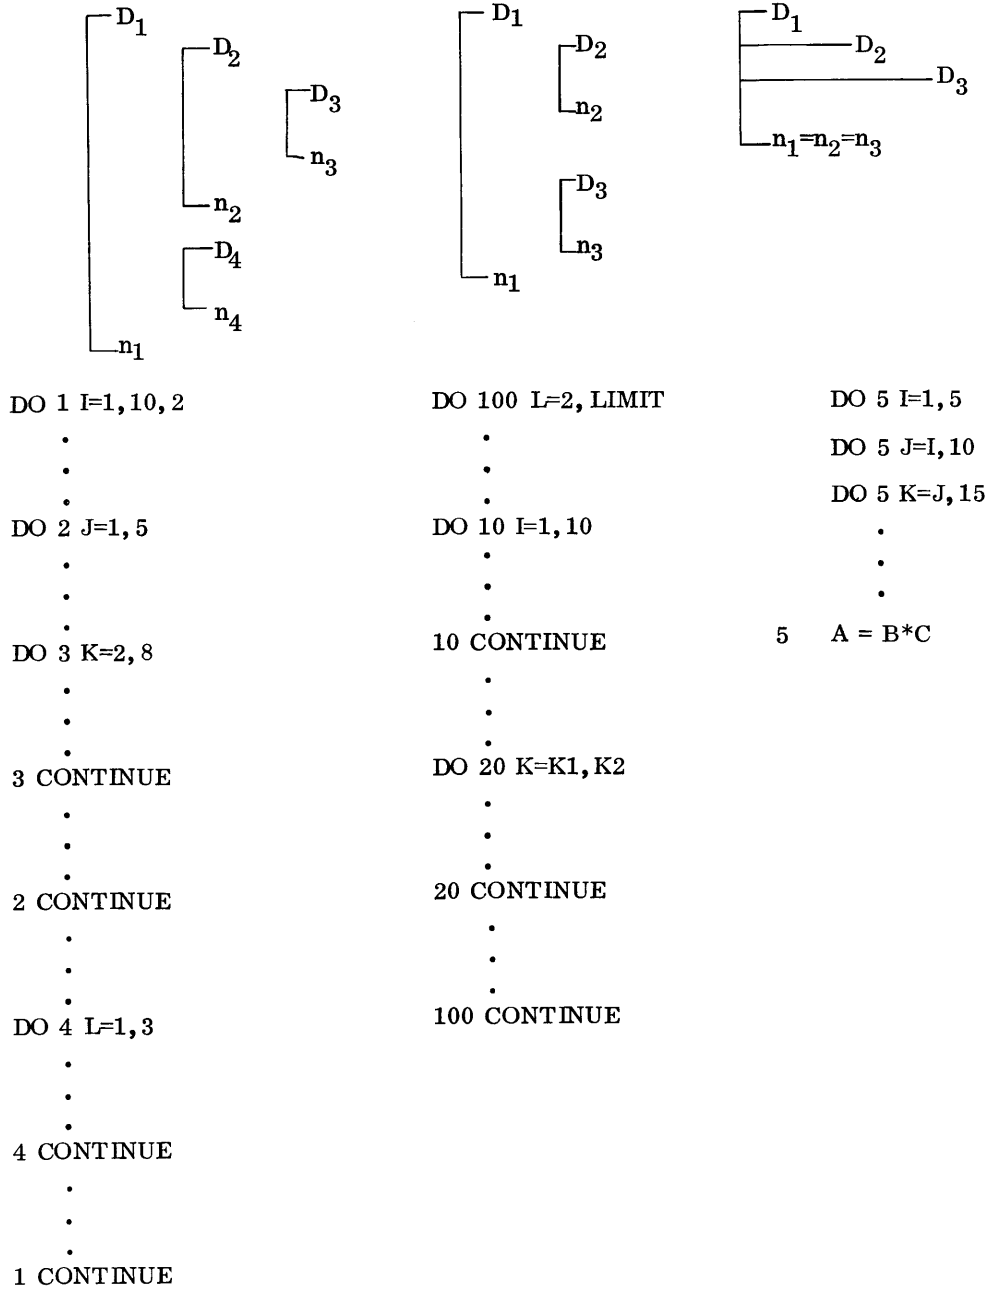 D1
D2
D3
n3
n2
D4
n4
n1
D1
D2
n2
D3
n3
n1
D1
D2
D3
n1=n2=n3
DO 1 I=1, 10, 2
.
.
.
DO 2 J=1, 5
.
.
.
DO 3 K=2, 8
.
.
.
3 CONTINUE
.
.
.
2 CONTINUE
.
.
.
DO 4 L=1, 3
.
.
.
4 CONTINUE
.
.
.
1 CONTINUE
DO 100 L=2, LIMIT
.
.
.
DO 10 I=1, 10
.
.
.
10 CONTINUE
.
.
.
DO 20 K=K1, K2
.
.
.
20 CONTINUE
.
.
.
100 CONTINUE
DO 5 I=1, 5
DO 5 J=I, 10
DO 5 K=J, 15
.
.
.
5 A = B*C